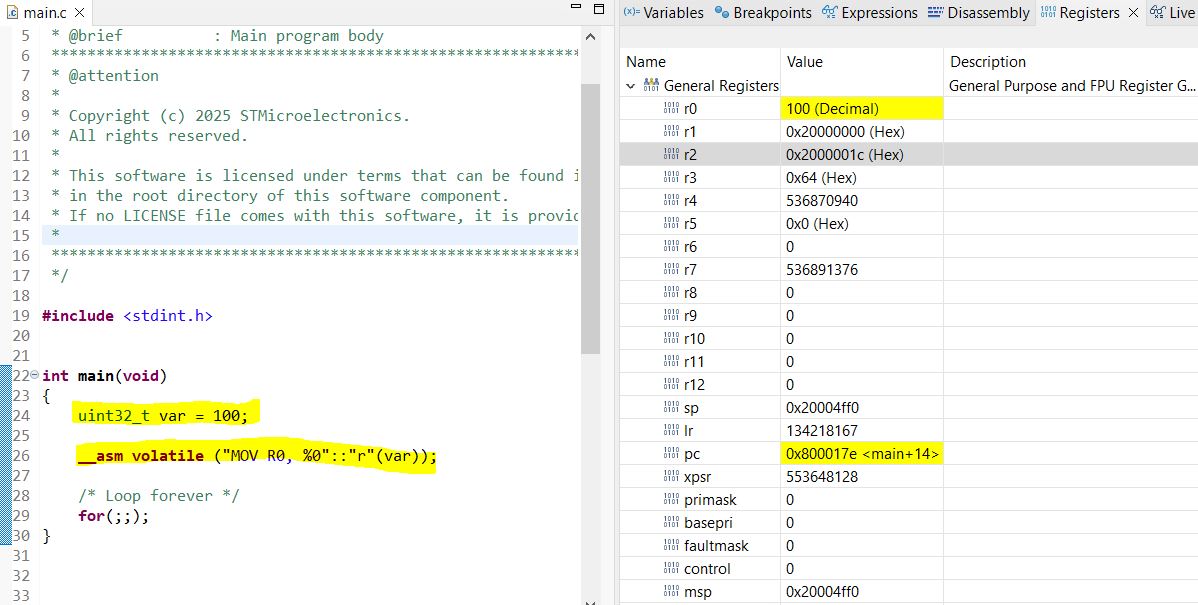 main.c
(x)= Variables Breakpoints Expressions Disassembly Registers Live
5 * @brief : Main program body
6 ******************************************************************************
7 * @attention
8 *
9 * Copyright (c) 2025 STMicroelectronics.
10 * All rights reserved.
11 *
12 * This software is licensed under terms that can be found i
13 * in the root directory of this software component.
14 * If no LICENSE file comes with this software, it is provid
15 *
16 ******************************************************************************
17 */
18
19 #include <stdint.h>
20
21
22 int main(void)
23 {
24 uint32_t var = 100;
25
26 __asm volatile ("MOV R0, %0"::"r"(var));
27
28 /* Loop forever */
29 for(;;);
30 }
31
32
33
Name Value Description
General Registers General Purpose and FPU Register G...
r0 100 (Decimal)
r1 0x20000000 (Hex)
r2 0x2000001c (Hex)
r3 0x64 (Hex)
r4 536870940
r5 0x0 (Hex)
r6 0
r7 536891376
r8 0
r9 0
r10 0
r11 0
r12 0
sp 0x20004ff0
lr 134218167
pc 0x800017e <main+14>
xpsr 553648128
primask 0
basepri 0
faultmask 0
control 0
msp 0x20004ff0